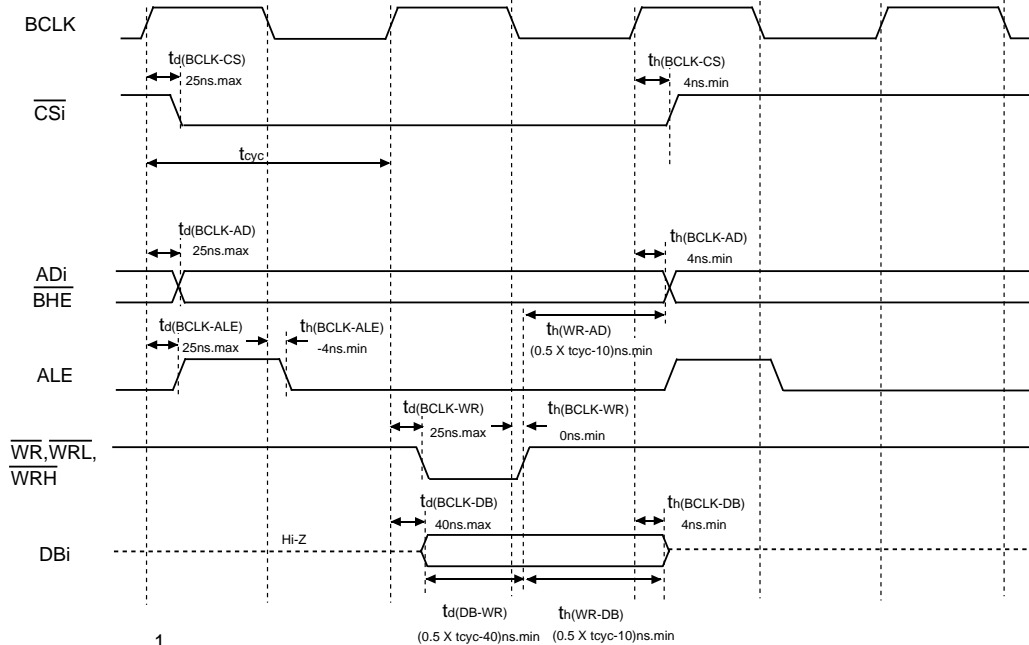 BCLK
td(BCLK-CS)
25ns.max
th(BCLK-CS)
4ns.min
CSi
tcyc
td(BCLK-AD)
25ns.max
th(BCLK-AD)
4ns.min
ADi
BHE
td(BCLK-ALE)
25ns.max
th(BCLK-ALE)
-4ns.min
th(WR-AD)
(0.5 X tcyc-10)ns.min
ALE
td(BCLK-WR)
25ns.max
th(BCLK-WR)
0ns.min
WR,WRL,
WRH
td(BCLK-DB)
40ns.max
th(BCLK-DB)
4ns.min
DBi
Hi-Z
td(DB-WR)
(0.5 X tcyc-40)ns.min
th(WR-DB)
(0.5 X tcyc-10)ns.min
1